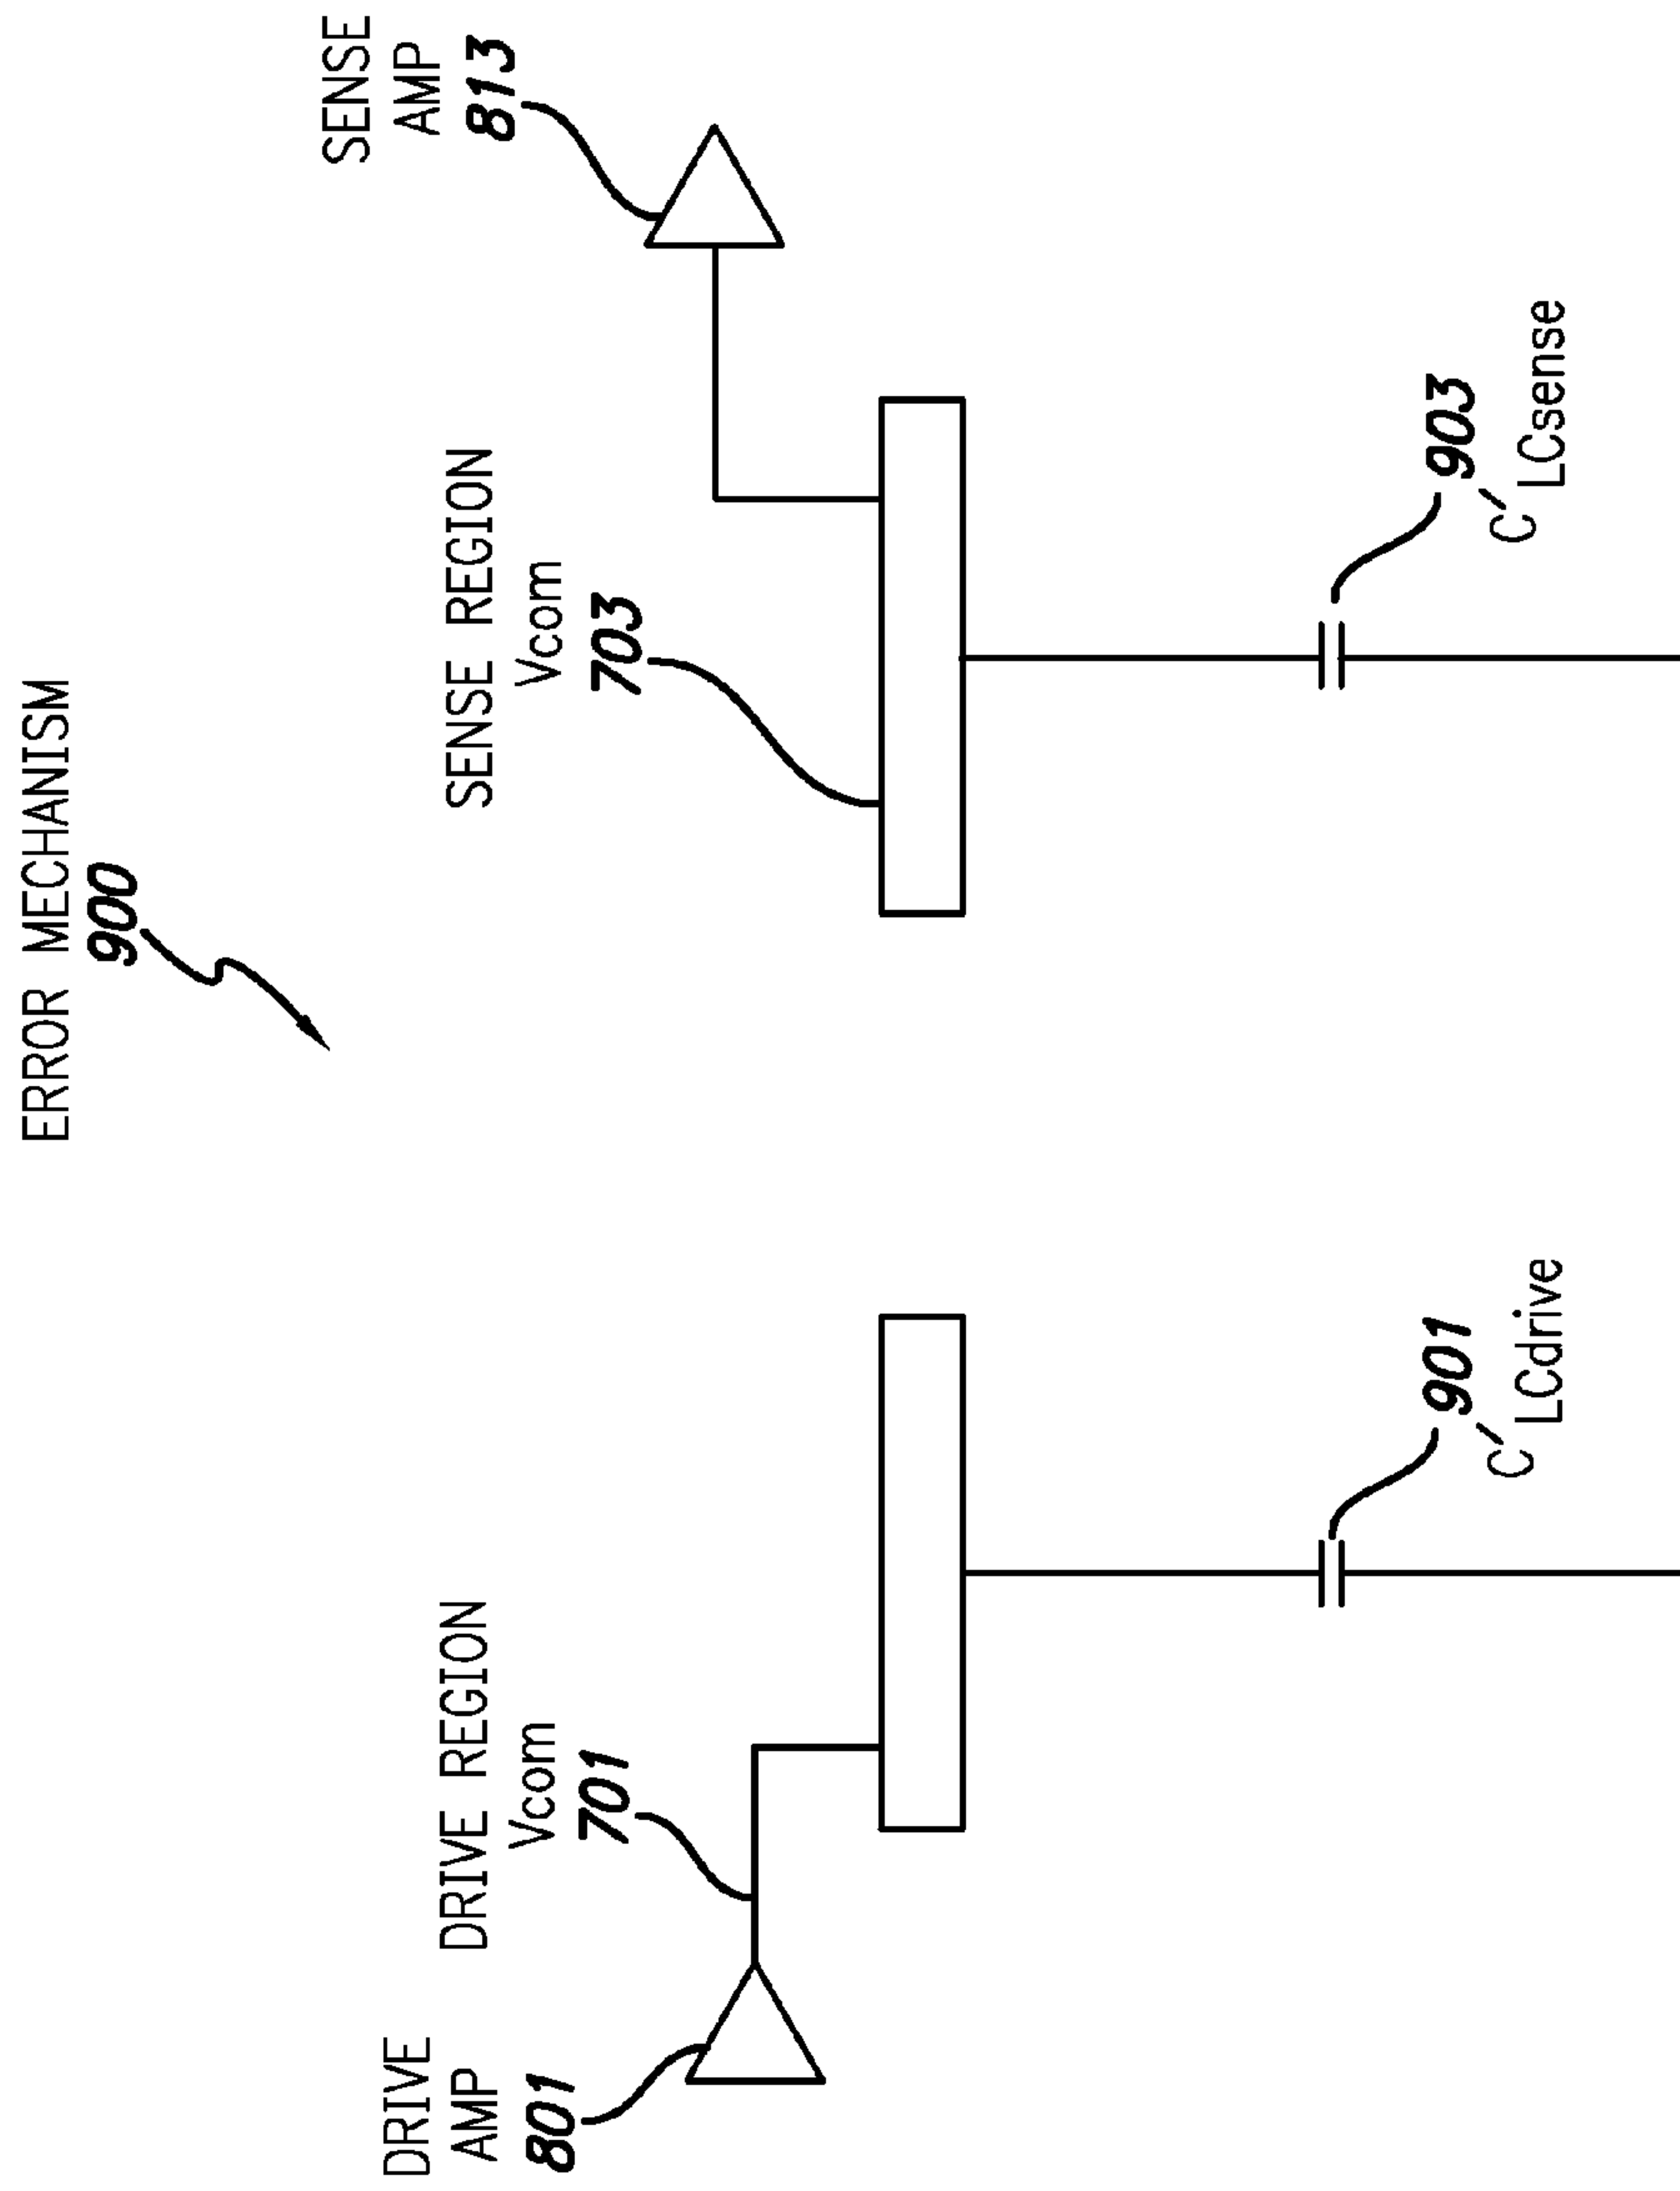 ERROR MECHANISM
900
DRIVE
AMP
801
DRIVE REGION
Vcom
701
SENSE REGION
Vcom
703
SENSE
AMP
813
901
C´LCdrive
903
C´LCsense